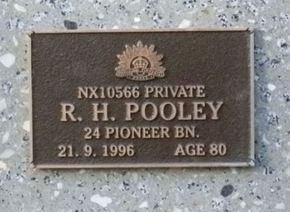 NX10566 PRIVATE
R. H. POOLEY
24 PIONEER BN.
21. 9. 1996 AGE 80